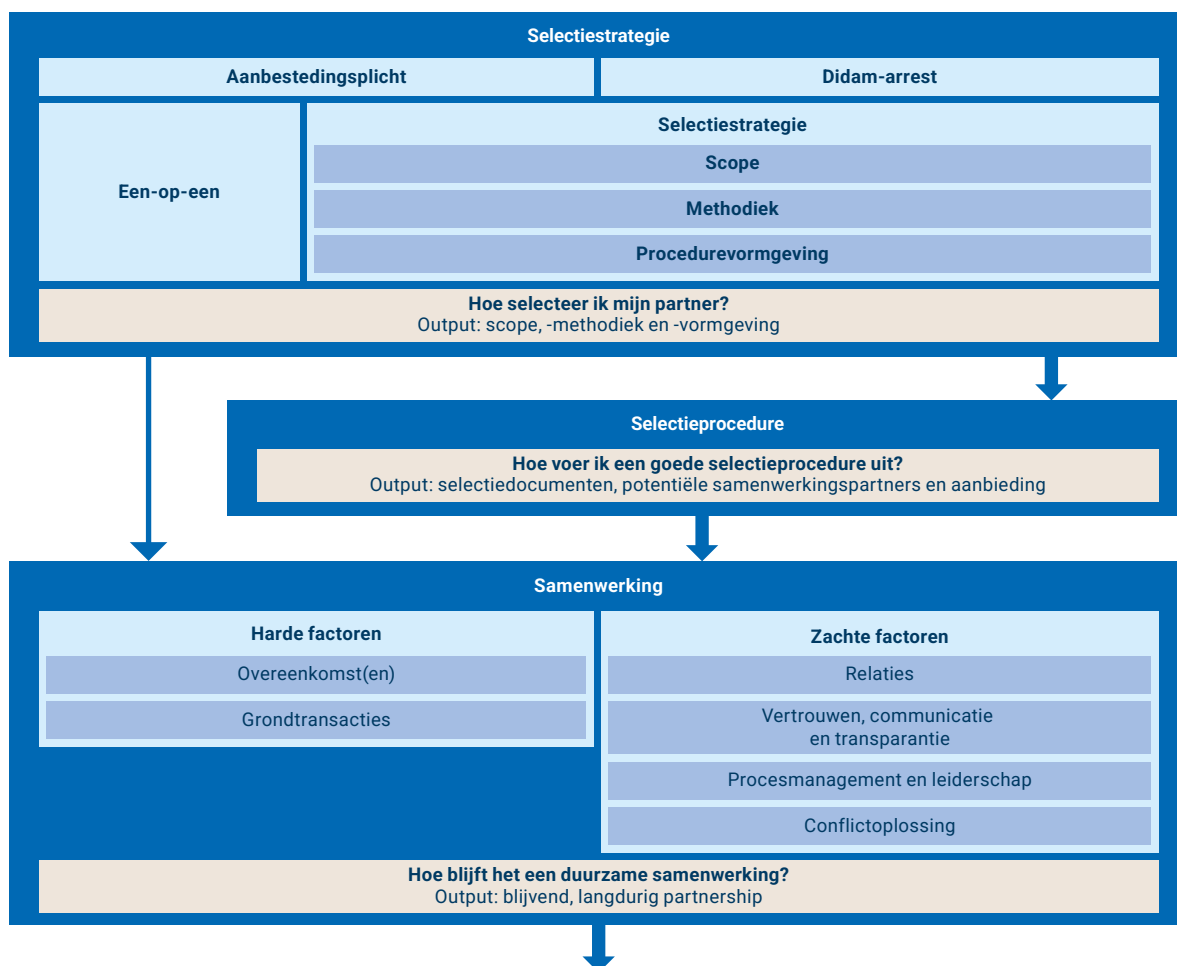 Selectiestrategie
Aanbestedingsplicht
Didam-arrest
Een-op-een
Selectiestrategie
Scope
Methodiek
Procedurevormgeving
Hoe selecteer ik mijn partner?
Output: scope, -methodiek en -vormgeving
Selectieprocedure
Hoe voer ik een goede selectieprocedure uit?
Output: selectiedocumenten, potentiële samenwerkingspartners en aanbieding
Samenwerking
Harde factoren
Overeenkomst(en)
Grondtransacties
Zachte factoren
Relaties
Vertrouwen, communicatie
en transparantie
Procesmanagement en leiderschap
Conflictoplossing
Hoe blijft het een duurzame samenwerking?
Output: blijvend, langdurig partnership